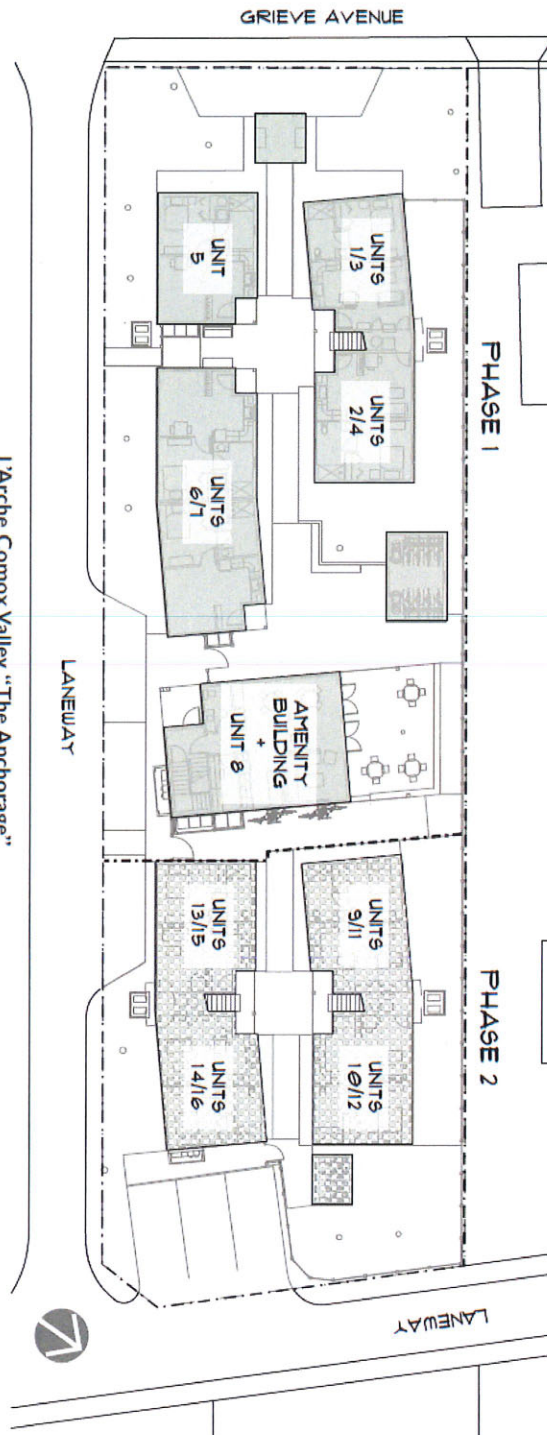 GRIEVE AVENUE
PHASE 1
UNITS
1/3
UNITS
2/4
UNIT
5
UNITS
6/7
AMENITY
BUILDING
+
UNIT 8
PHASE 2
UNITS
9/11
UNITS
10/12
UNITS
13/15
UNITS
14/16
LANEWAY
LANEWAY
L'Arche Comox Valley "The Anchorage"